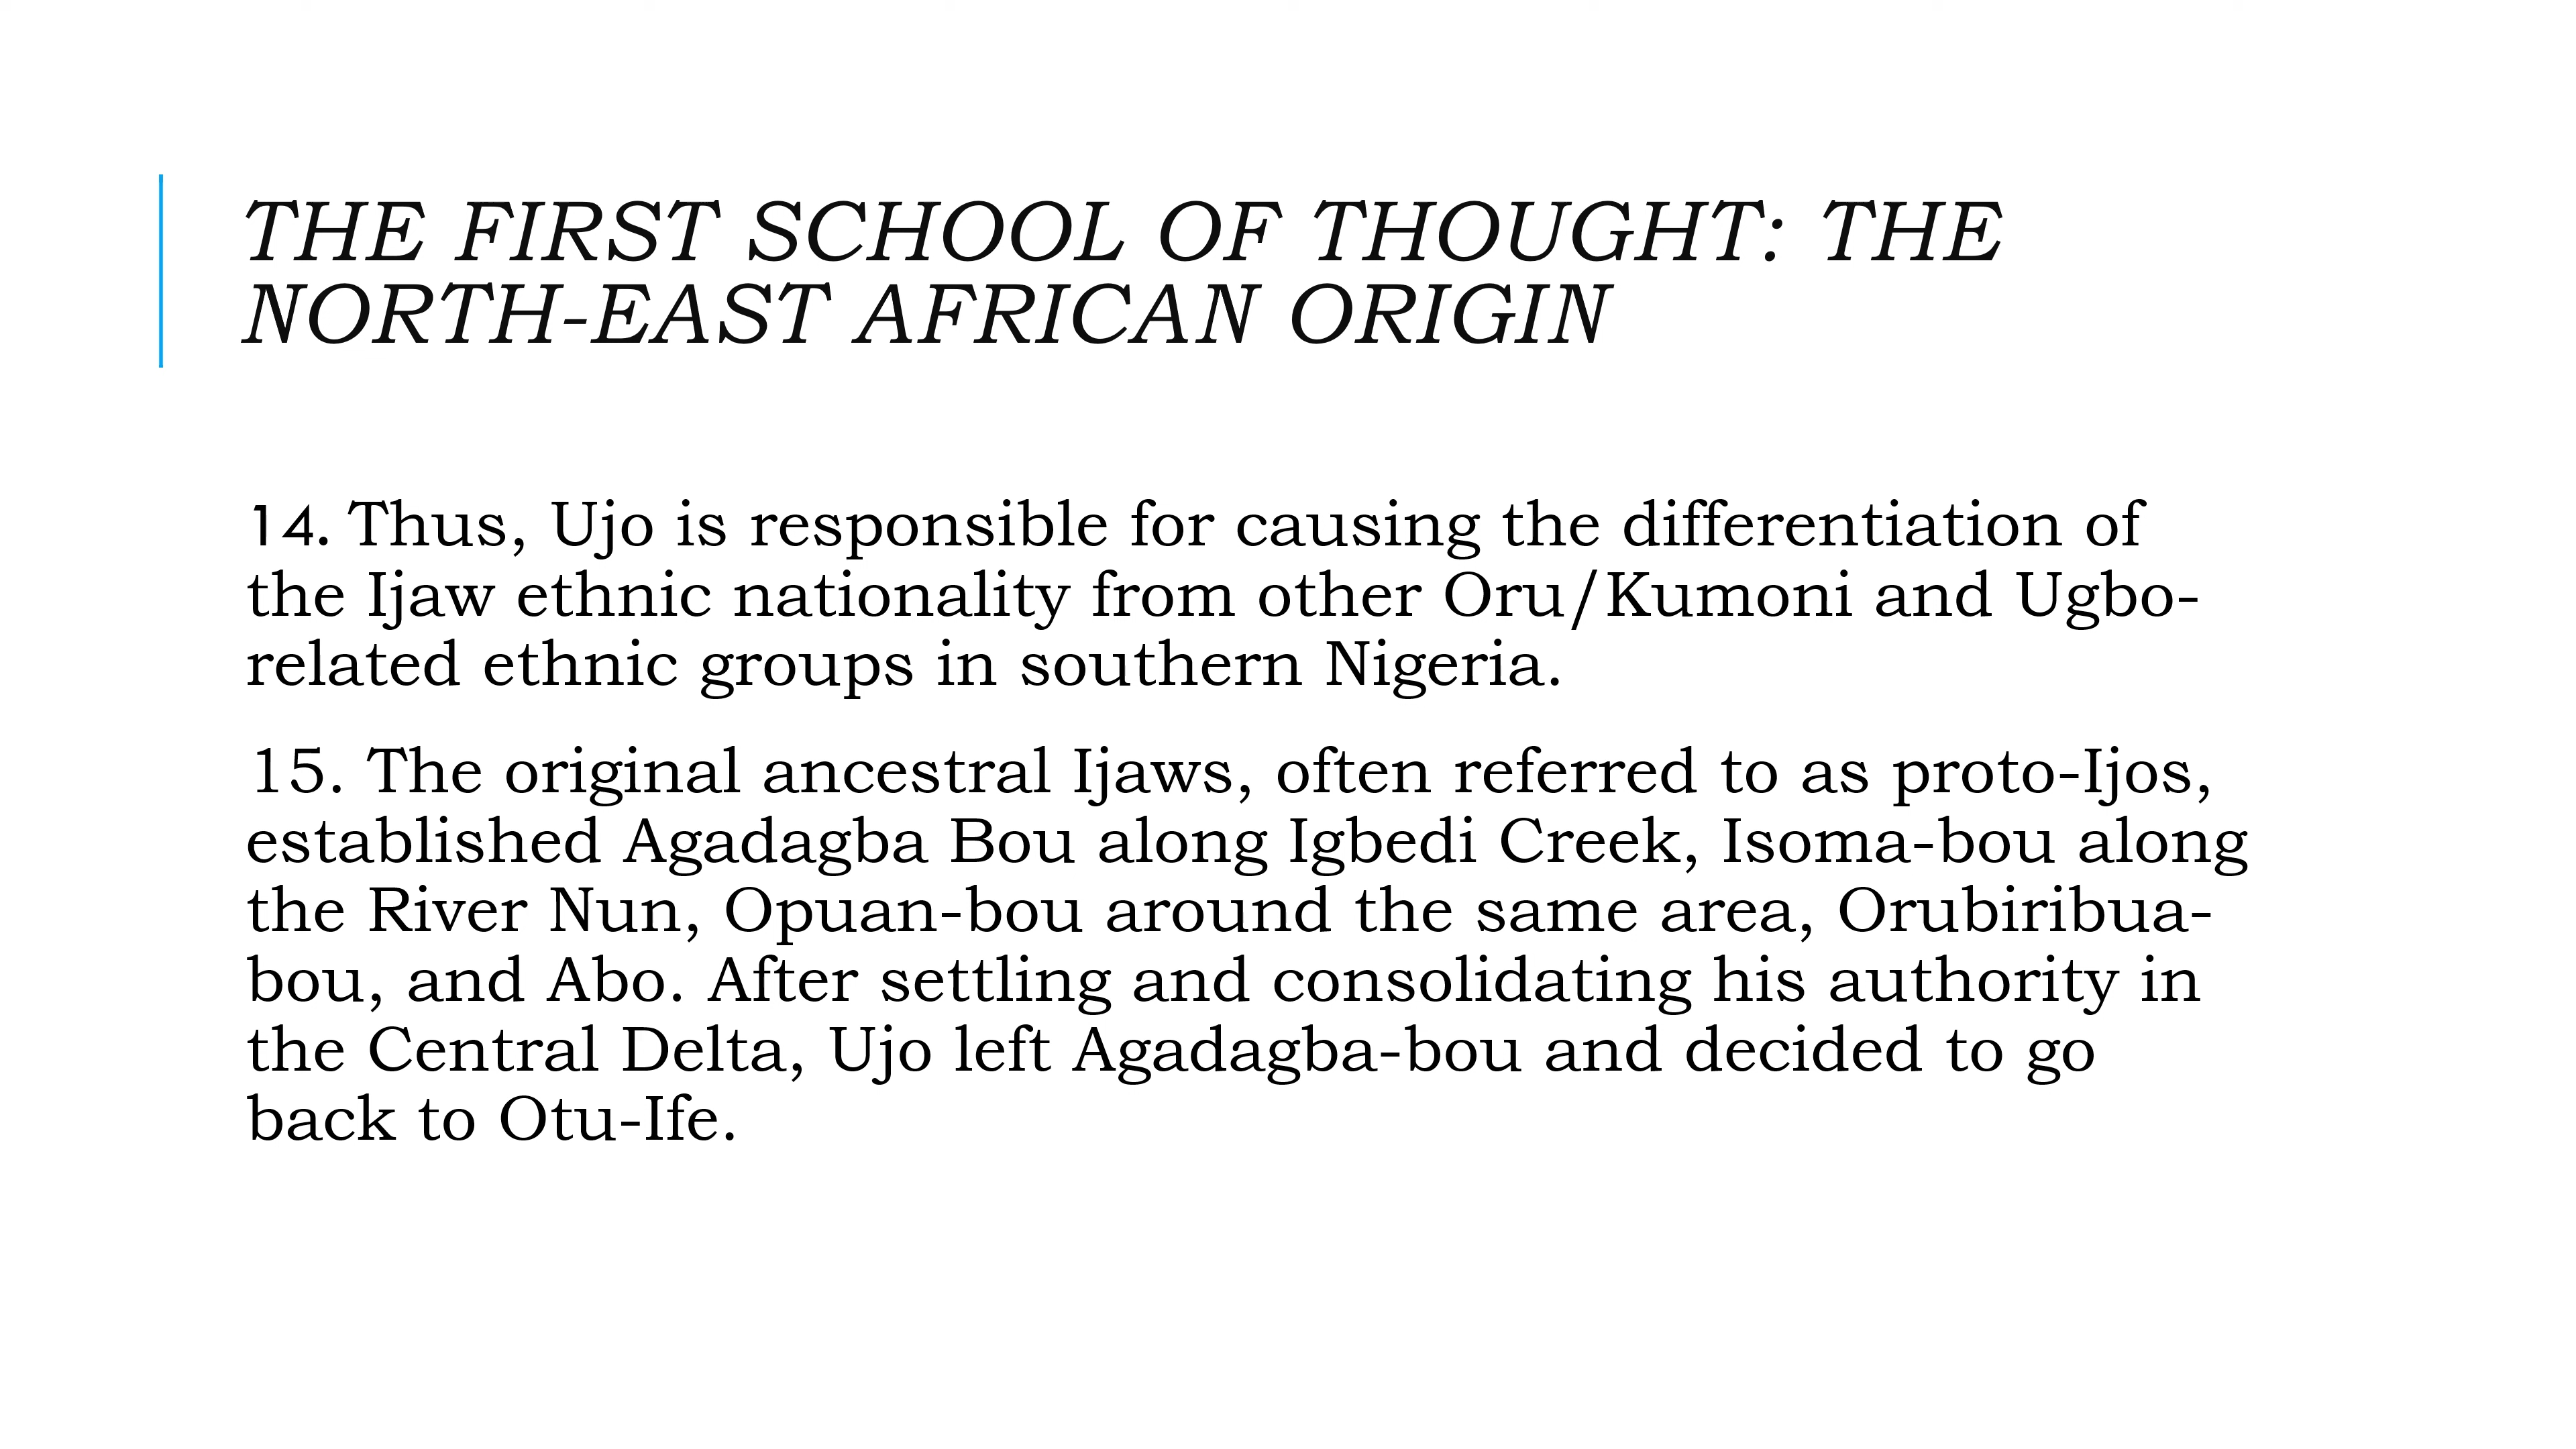 THE FIRST SCHOOL OF THOUGHT: THE
NORTH-EAST AFRICAN ORIGIN
14. Thus, Ujo is responsible for causing the differentiation of
the Ijaw ethnic nationality from other Oru/Kumoni and Ugbo-
related ethnic groups in southern Nigeria.
15. The original ancestral Ijaws, often referred to as proto-Ijos,
established Agadagba Bou along Igbedi Creek, Isoma-bou along
the River Nun, Opuan-bou around the same area, Orubiribua-
bou, and Abo. After settling and consolidating his authority in
the Central Delta, Ujo left Agadagba-bou and decided to go
back to Otu-Ife.